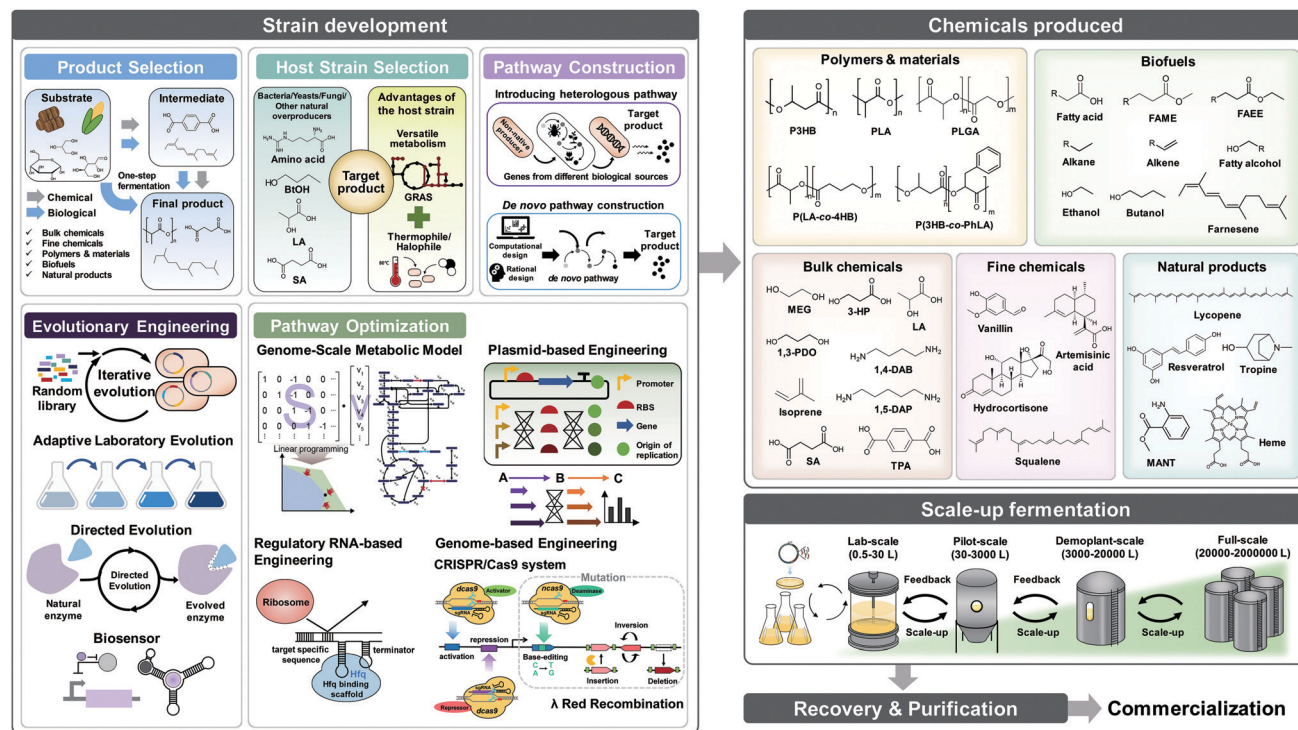 Strain development
Product Selection
Substrate
Intermediate
One-step
fermentation
Chemical
Biological
Final product
✓ Bulk chemicals
✓ Fine chemicals
✓ Polymers & materials
✓ Biofuels
✓ Natural products
Host Strain Selection
Bacteria/Yeasts/Fungi/
Other natural
overproducers
Amino acid
BtOH
LA
SA
Target
product
Advantages of
the host strain
Versatile
metabolism
GRAS
Thermophile/
Halophile
80°C
Pathway Construction
Introducing heterologous pathway
Non-native
producer
Target
product
Genes from different biological sources
De novo pathway construction
Computational
design
Rational
design
de novo pathway
Target
product
Evolutionary Engineering
Random
library
Iterative
evolution
Adaptive Laboratory Evolution
Directed Evolution
Natural
enzyme
Directed
Evolution
Evolved
enzyme
Biosensor
Pathway Optimization
Genome-Scale Metabolic Model
S
V
Linear programming
Plasmid-based Engineering
Promoter
RBS
Gene
Origin of
replication
A B C
Regulatory RNA-based
Engineering
Ribosome
target specific
sequence
terminator
Hfq
Hfq binding
scaffold
Genome-based Engineering
CRISPR/Cas9 system
Mutation
dcas9
Activator
sgRNA
ncas9
Deaminase
sgRNA
activation
repression
Base-editing
C T
A G
Insertion
Inversion
Deletion
sgRNA
Repressor
dcas9
λ Red Recombination
Chemicals produced
Polymers & materials
P3HB
PLA
PLGA
P(LA-co-4HB)
P(3HB-co-PhLA)
Biofuels
Fatty acid
FAME
FAEE
Alkane
Alkene
Fatty alcohol
Ethanol
Butanol
Farnesene
Bulk chemicals
MEG
3-HP
LA
1,3-PDO
1,4-DAB
Isoprene
1,5-DAP
SA
TPA
Fine chemicals
Vanillin
Artemisinic
acid
Hydrocortisone
Squalene
Natural products
Lycopene
Resveratrol
Tropine
MANT
Heme
Scale-up fermentation
Lab-scale
(0.5-30 L)
Pilot-scale
(30-3000 L)
Demoplant-scale
(3000-20000 L)
Full-scale
(20000-2000000 L)
Feedback
Scale-up
Feedback
Scale-up
Scale-up
Recovery & Purification
Commercialization